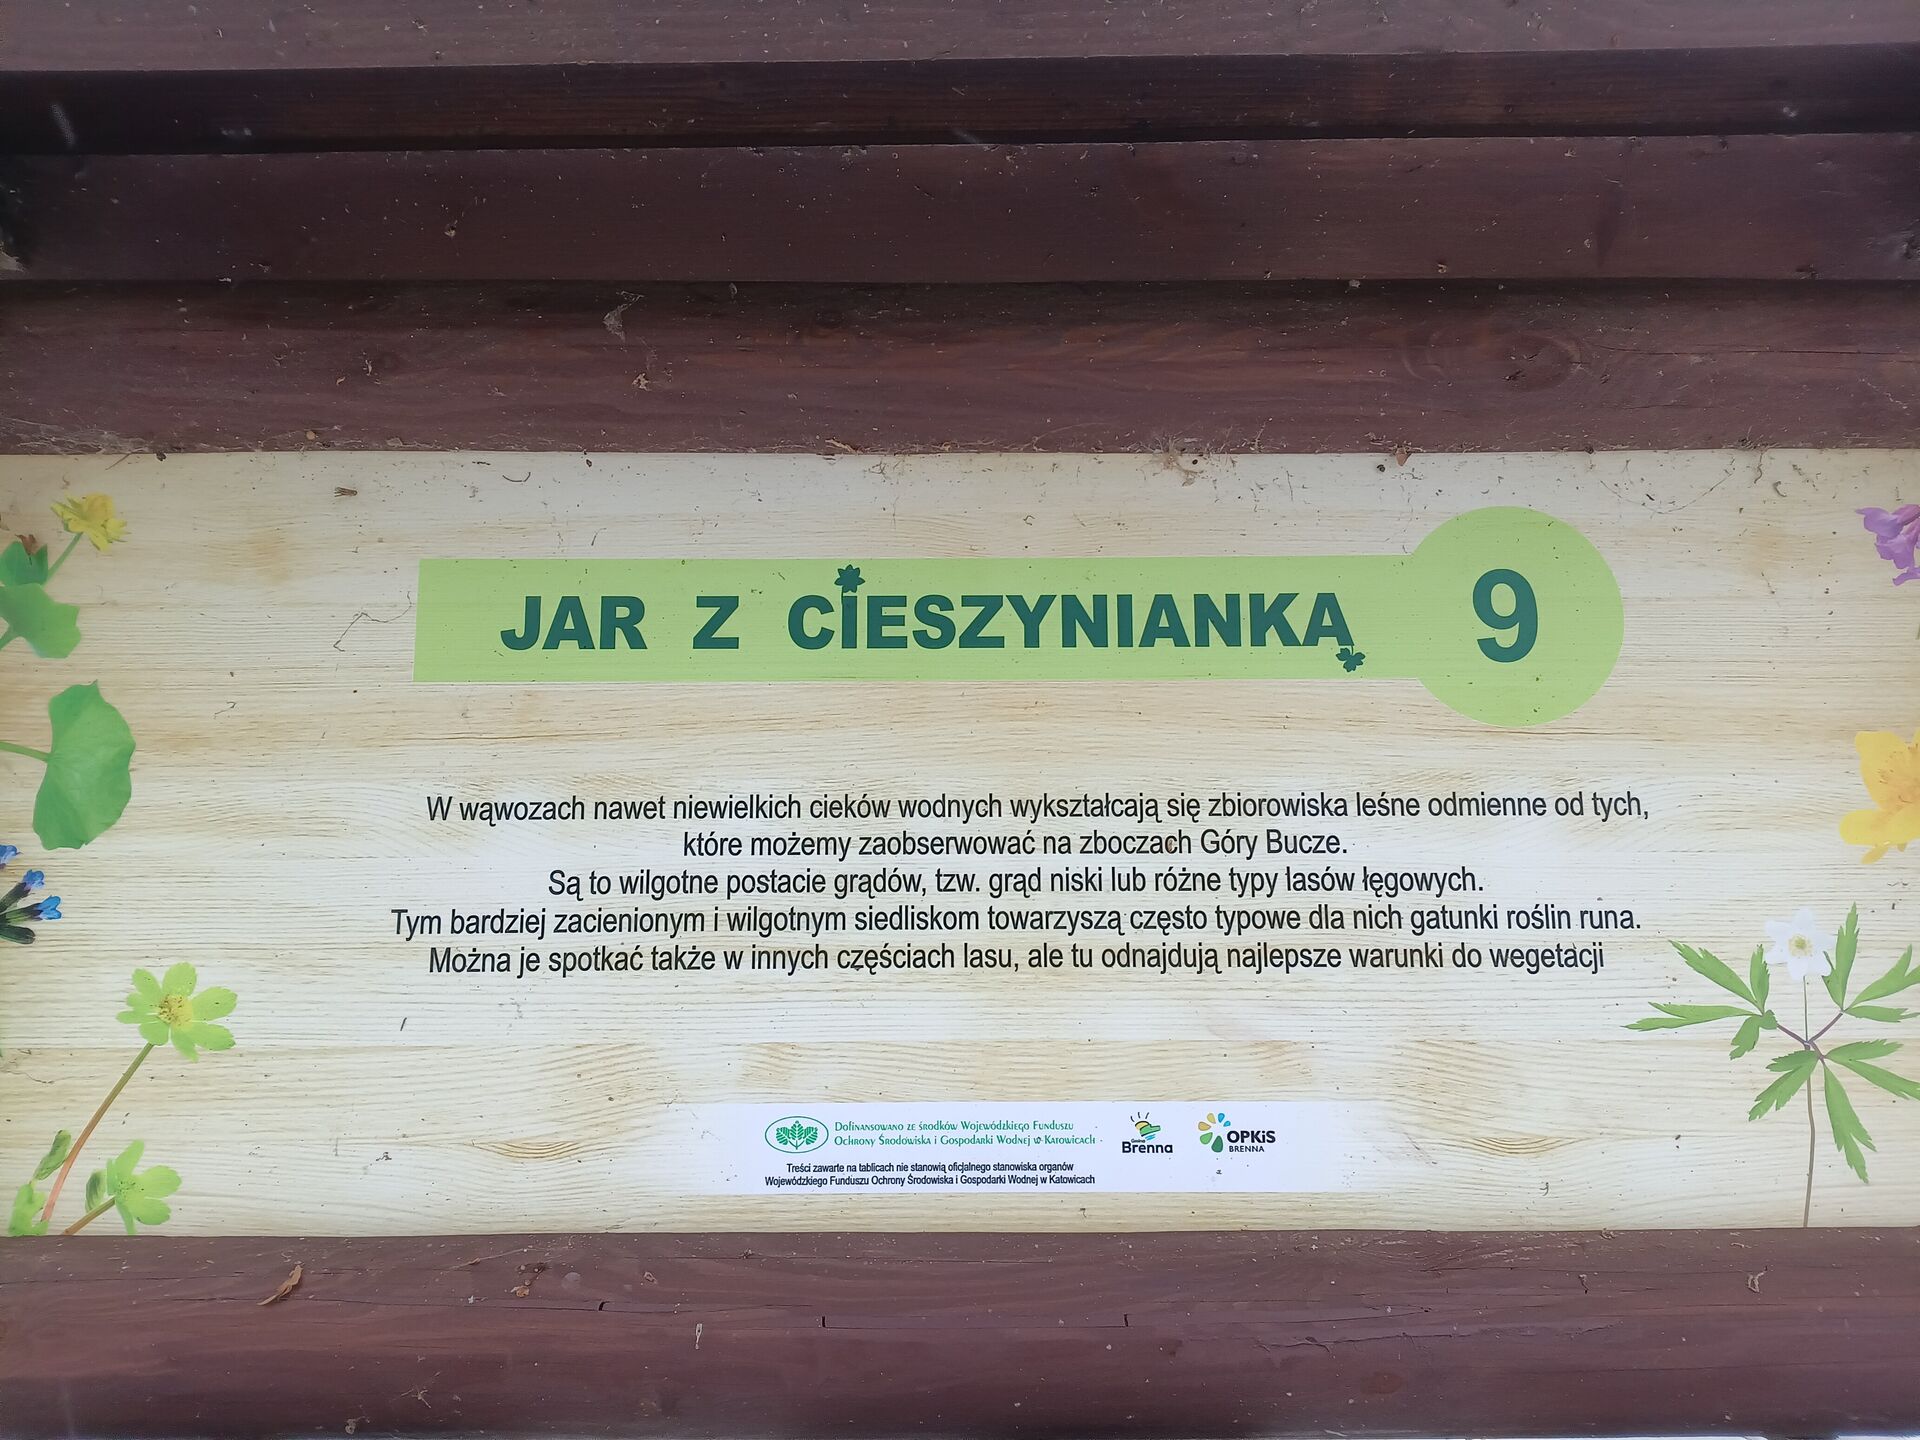 JAR Z CIESZYNIANKĄ 9
W wąwozach nawet niewielkich cieków wodnych wykształcają się zbiorowiska leśne odmienne od tych,
które możemy zaobserwować na zboczach Góry Bucze.
Są to wilgotne postacie grądów, tzw. grąd niski lub różne typy lasów łęgowych.
Tym bardziej zacienionym i wilgotnym siedliskom towarzyszą często typowe dla nich gatunki roślin runa.
Można je spotkać także w innych częściach lasu, ale tu odnajdują najlepsze warunki do wegetacji
Dofinansowano ze środków Wojewódzkiego Funduszu
Ochrony Środowiska i Gospodarki Wodnej w Katowicach
Treści zawarte na tablicach nie stanowią oficjalnego stanowiska organów
Wojewódzkiego Funduszu Ochrony Środowiska i Gospodarki Wodnej w Katowicach
Gmina
Brenna
OPKiS
BRENNA